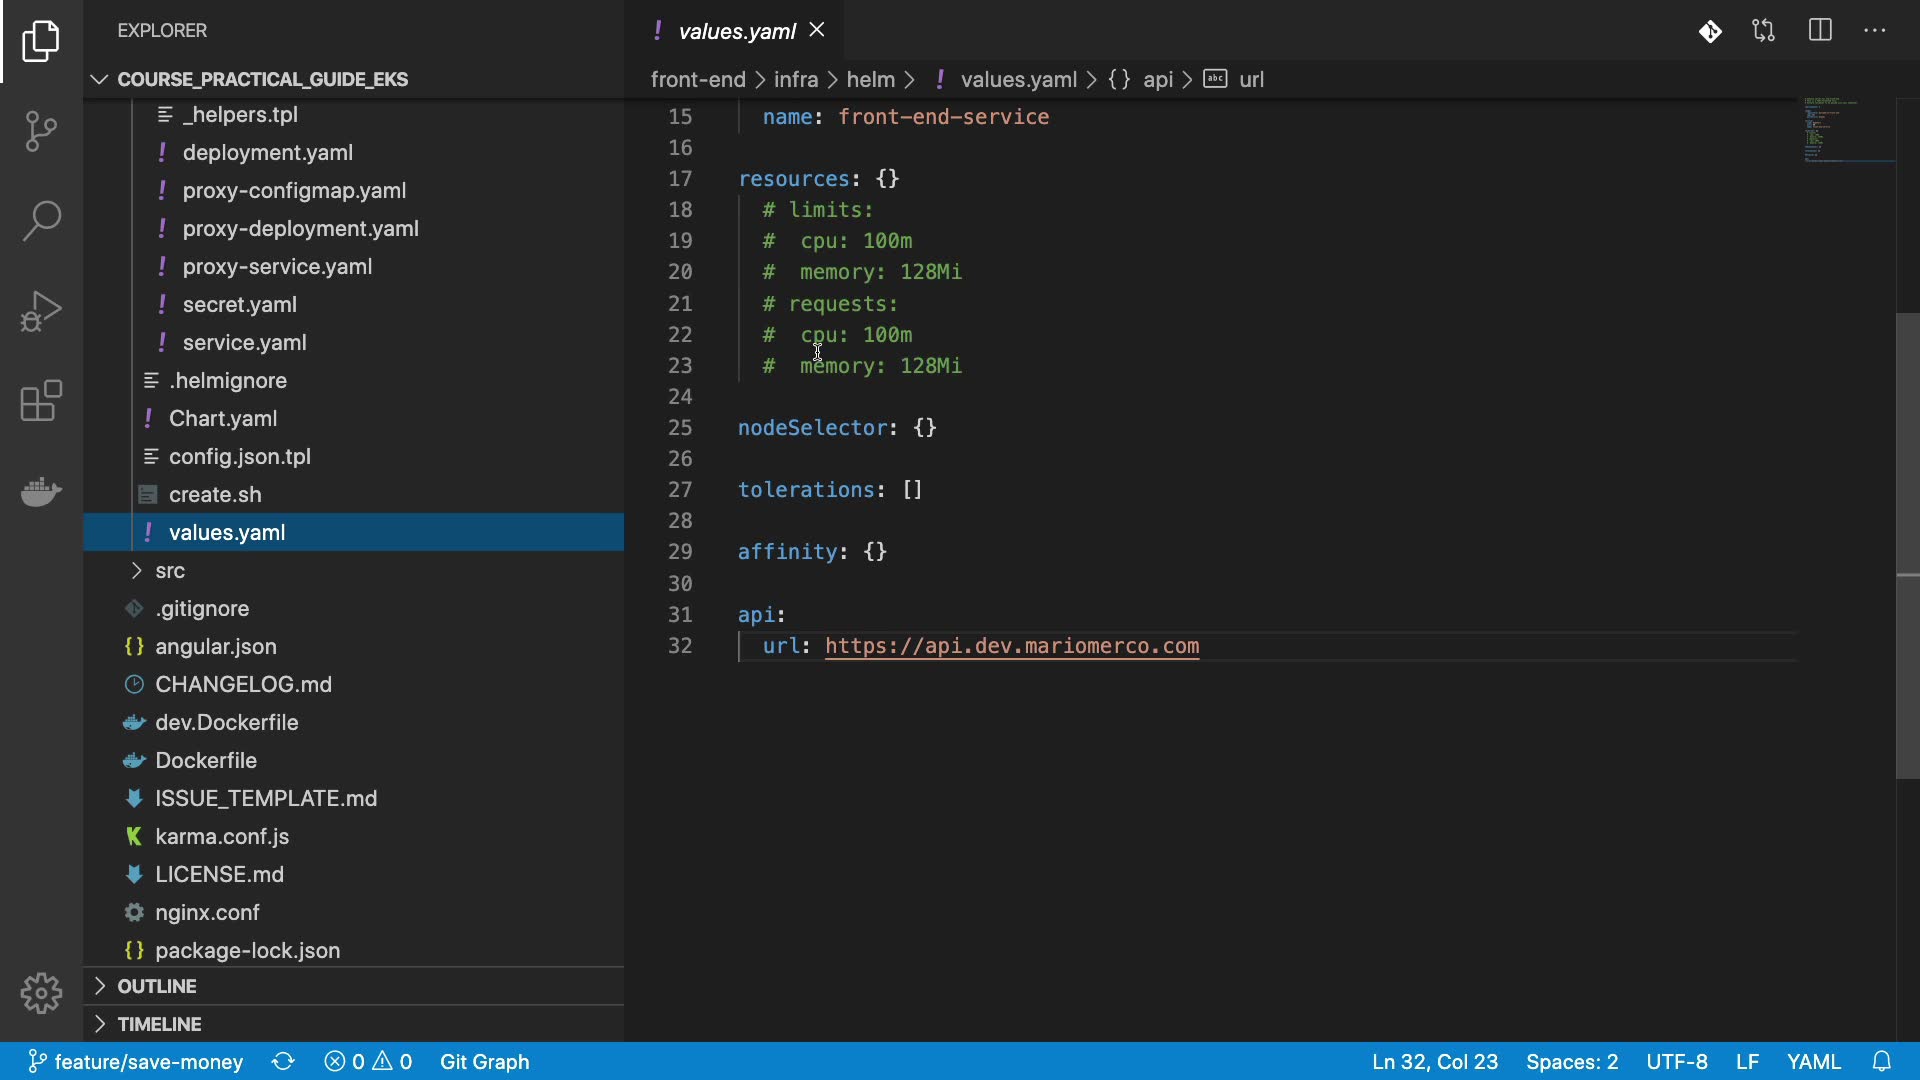 EXPLORER
COURSE_PRACTICAL_GUIDE_EKS
_helpers.tpl
! deployment.yaml
! proxy-configmap.yaml
! proxy-deployment.yaml
! proxy-service.yaml
! secret.yaml
! service.yaml
.helmignore
! Chart.yaml
config.json.tpl
create.sh
! values.yaml
src
.gitignore
{} angular.json
CHANGELOG.md
dev.Dockerfile
Dockerfile
ISSUE_TEMPLATE.md
karma.conf.js
LICENSE.md
nginx.conf
{} package-lock.json
OUTLINE
TIMELINE
! values.yaml
front-end > infra > helm > ! values.yaml > {} api > abc url
15 name: front-end-service
16
17 resources: {}
18 # limits:
19 #  cpu: 100m
20 #  memory: 128Mi
21 # requests:
22 #  cpu: 100m
23 #  memory: 128Mi
24
25 nodeSelector: {}
26
27 tolerations: []
28
29 affinity: {}
30
31 api:
32 url: https://api.dev.mariomerco.com
feature/save-money 0 0 Git Graph Ln 32, Col 23 Spaces: 2 UTF-8 LF YAML